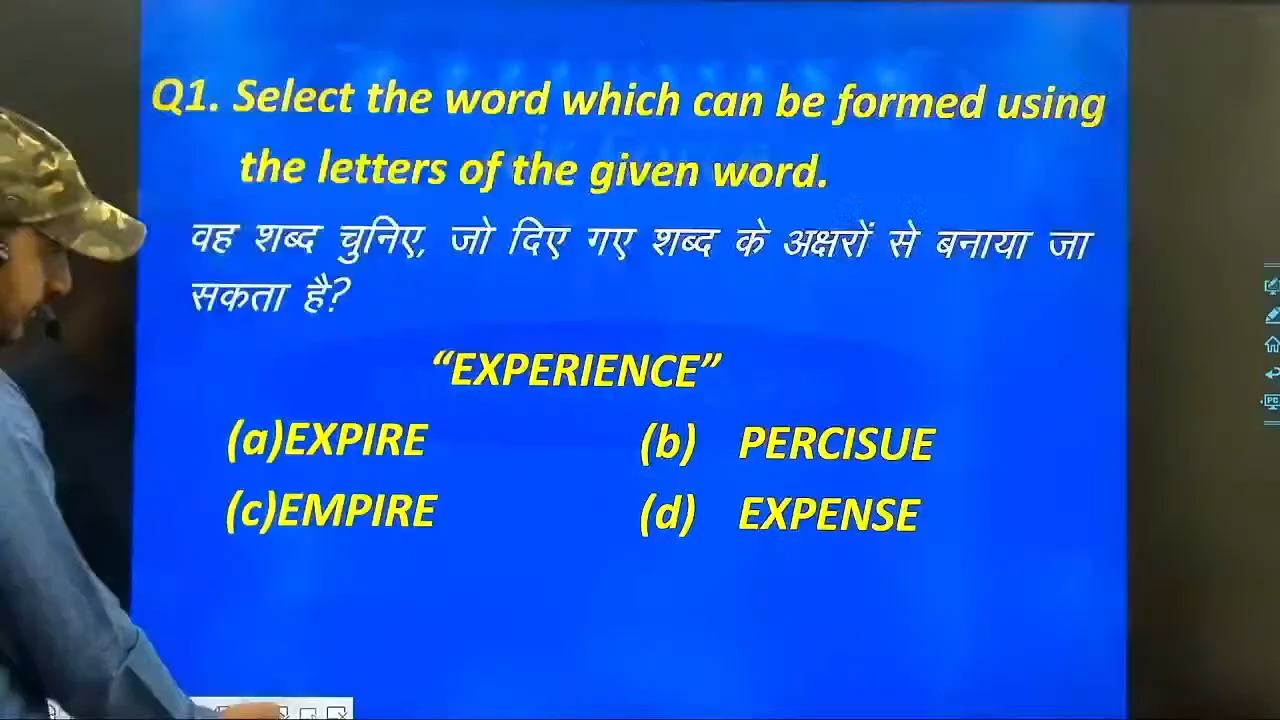 Q1. Select the word which can be formed using
the letters of the given word.
वह शब्द चुनिए, जो दिए गए शब्द के अक्षरों से बनाया जा
सकता है?
“EXPERIENCE”
(a)EXPIRE (b) PERCISUE
(c)EMPIRE (d) EXPENSE